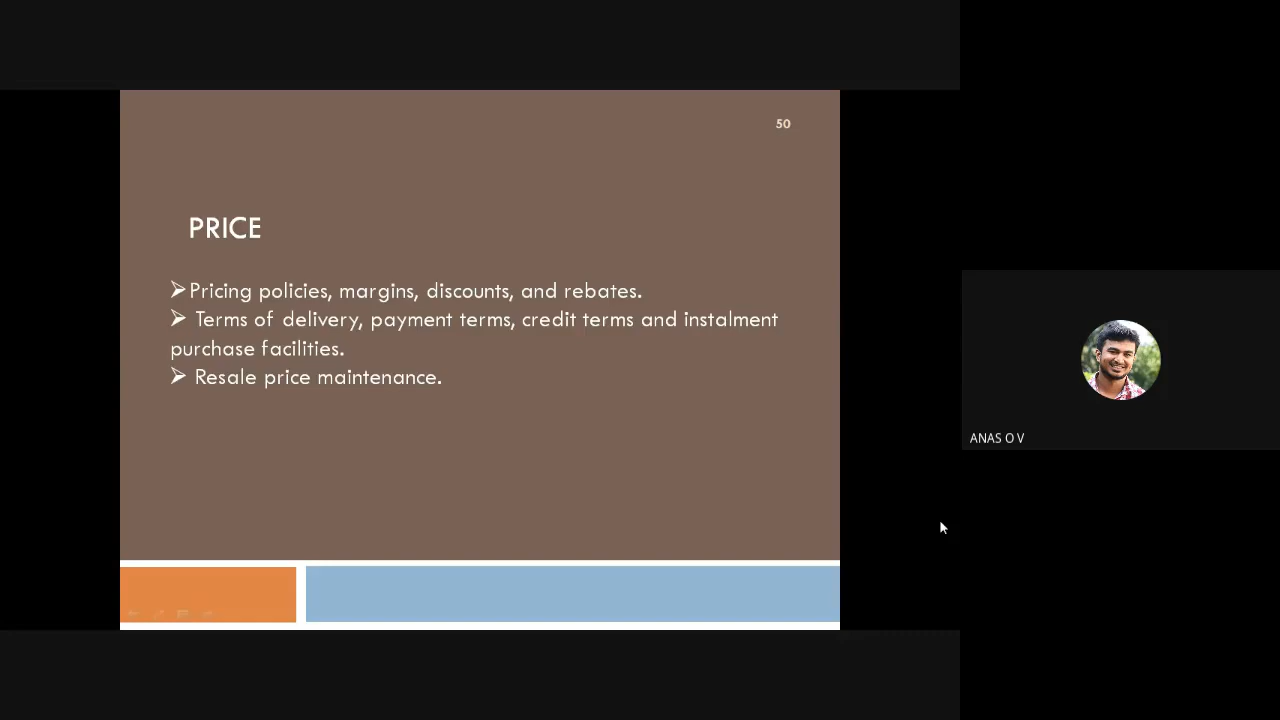 50
PRICE
➢Pricing policies, margins, discounts, and rebates.
➢ Terms of delivery, payment terms, credit terms and instalment
purchase facilities.
➢ Resale price maintenance.
ANAS O V